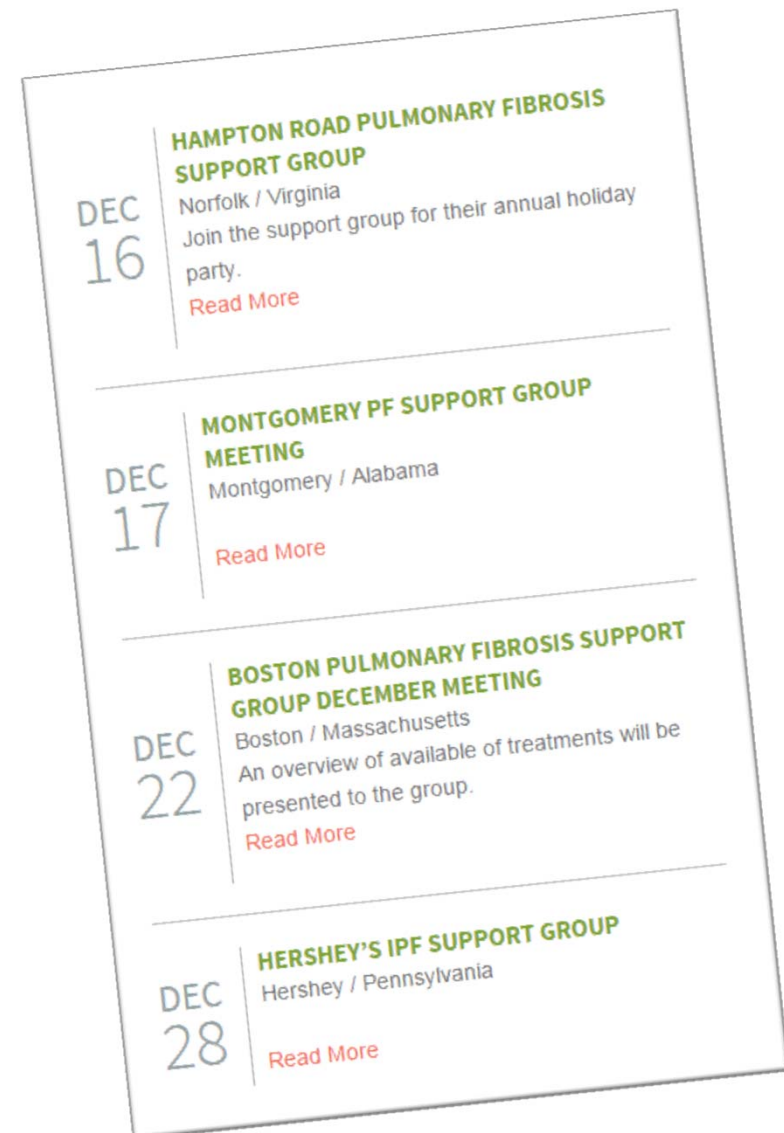 HAMPTON ROAD PULMONARY FIBROSIS
SUPPORT GROUP
DEC
16
Norfolk / Virginia
Join the support group for their annual holiday
party.
Read More
MONTGOMERY PF SUPPORT GROUP
MEETING
DEC
17
Montgomery / Alabama
Read More
BOSTON PULMONARY FIBROSIS SUPPORT
GROUP DECEMBER MEETING
DEC
22
Boston / Massachusetts
An overview of available of treatments will be
presented to the group.
Read More
HERSHEY’S IPF SUPPORT GROUP
DEC
28
Hershey / Pennsylvania
Read More